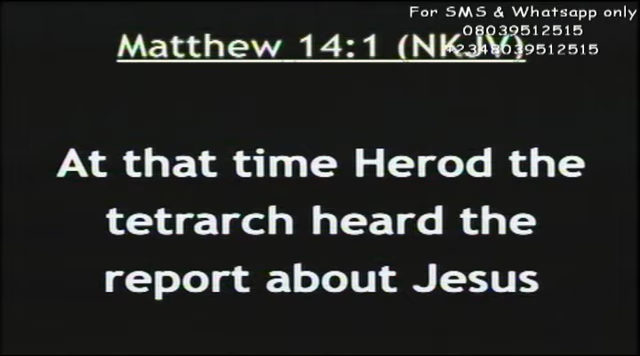 For SMS & Whatsapp only
08039512515
+2348039512515
Matthew 14:1 (NKJV)
At that time Herod the
tetrarch heard the
report about Jesus